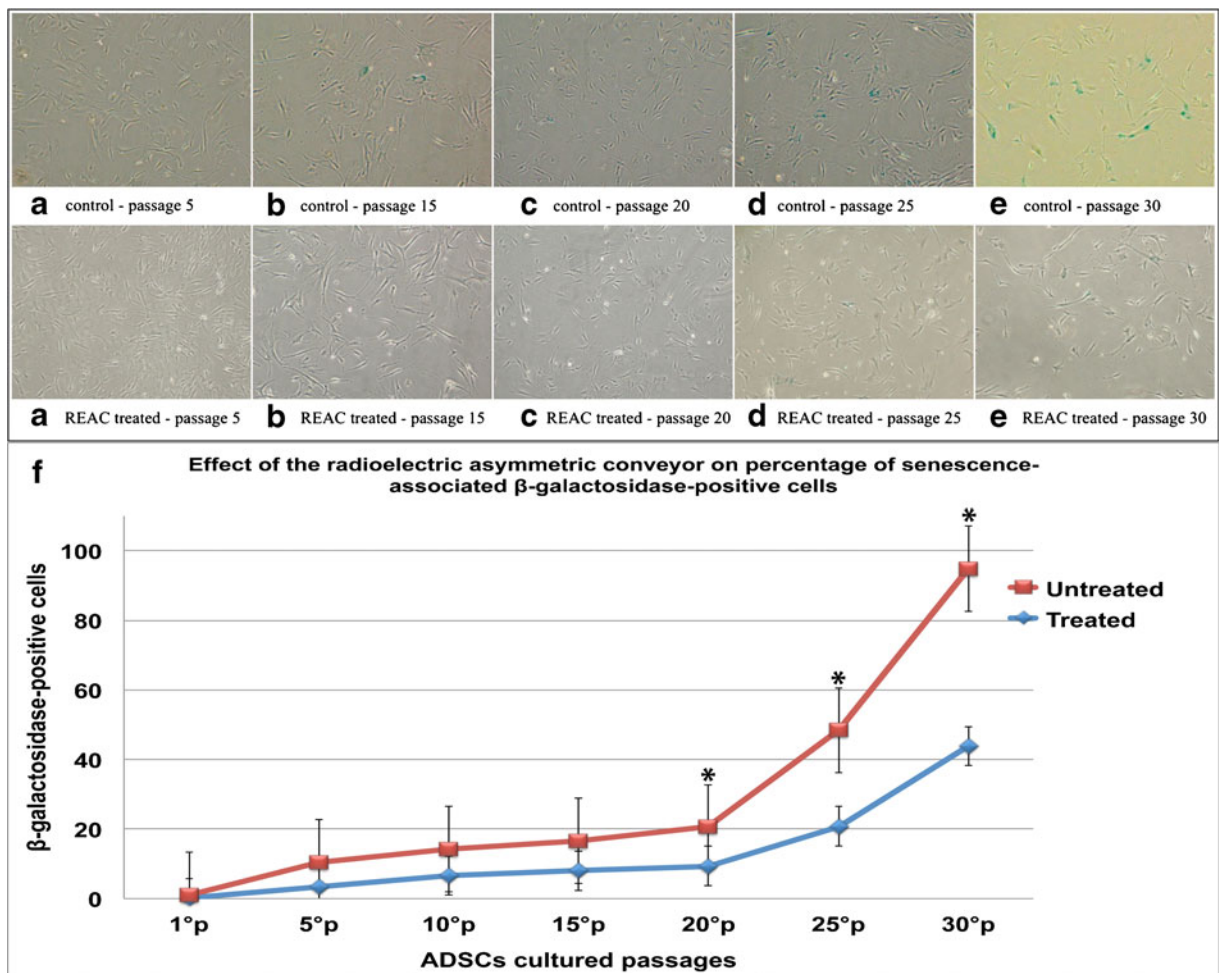 a control - passage 5
b control - passage 15
c control - passage 20
d control - passage 25
e control - passage 30
a REAC treated - passage 5
b REAC treated - passage 15
c REAC treated - passage 20
d REAC treated - passage 25
e REAC treated - passage 30
f
Effect of the radioelectric asymmetric conveyor on percentage of senescence-
associated β-galactosidase-positive cells
β-galactosidase-positive cells
100
80
60
40
20
0
*
*
*
Untreated
Treated
1°p 5°p 10°p 15°p 20°p 25°p 30°p
ADSCs cultured passages